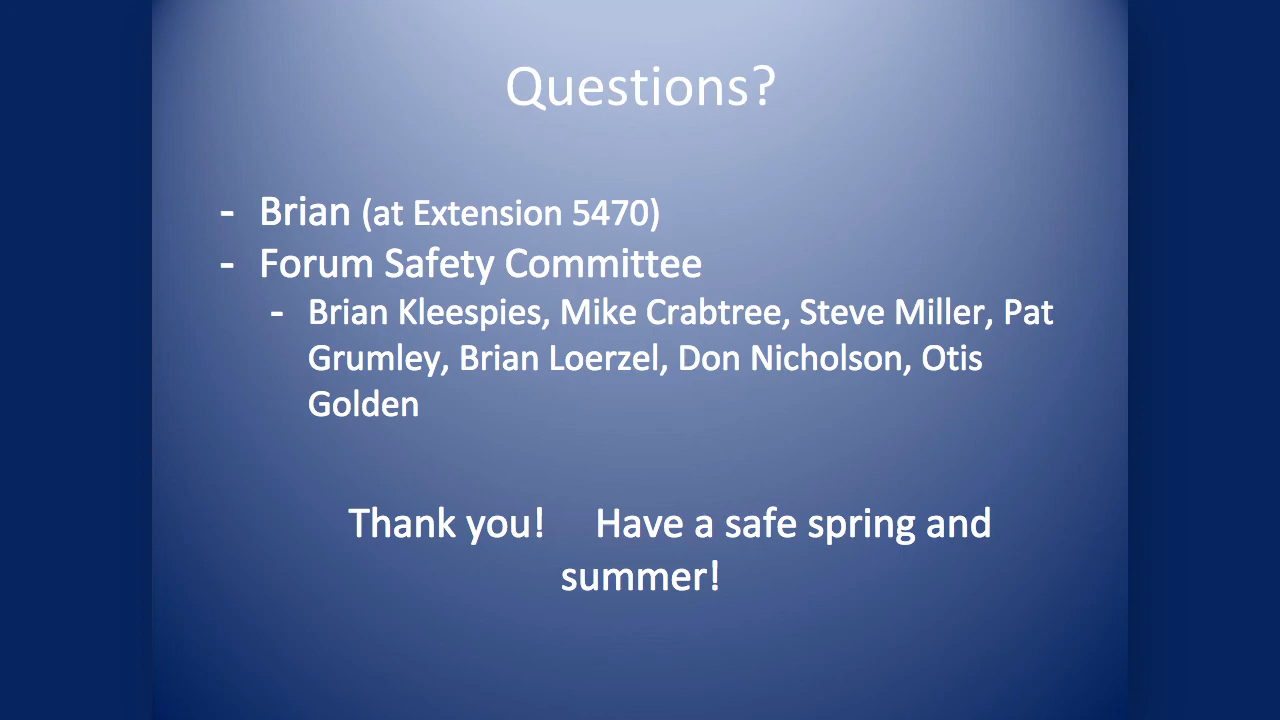 Questions?
- Brian (at Extension 5470)
- Forum Safety Committee
- Brian Kleespies, Mike Crabtree, Steve Miller, Pat
Grumley, Brian Loerzel, Don Nicholson, Otis
Golden
Thank you! Have a safe spring and
summer!